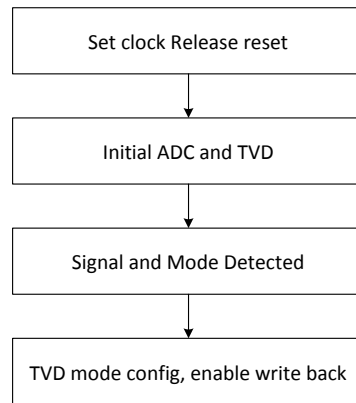 Set clock Release reset
Initial ADC and TVD
Signal and Mode Detected
TVD mode config, enable write back